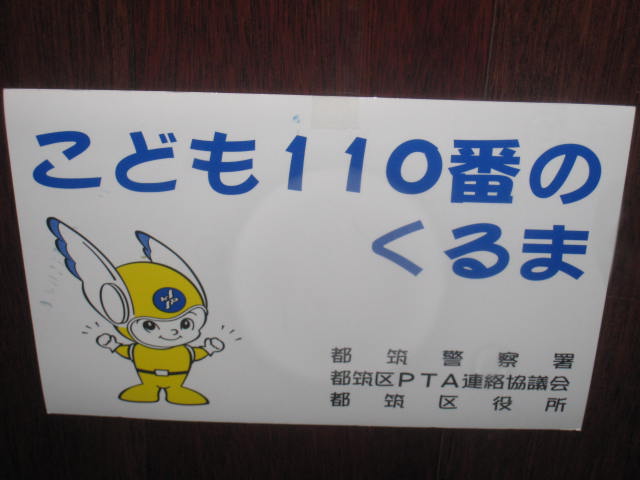 こども110番の
くるま
都筑警察署
都筑区PTA連絡協議会
都筑区役所